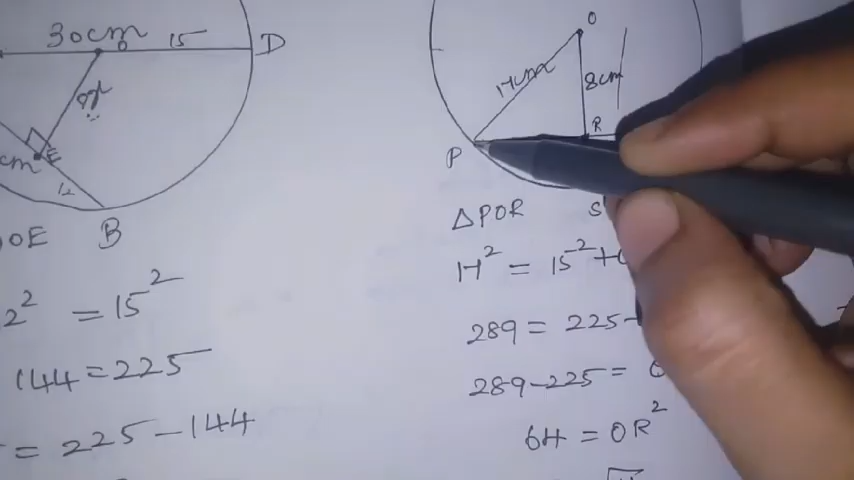 30cm
O
15
D
9
cm
E
12
B
OE
2² = 15²
144 = 225
= 225 - 144
O
17cm
8cm
R
P
△POR
17² = 15² +
289 = 225 -
289 - 225 =
64 = OR²